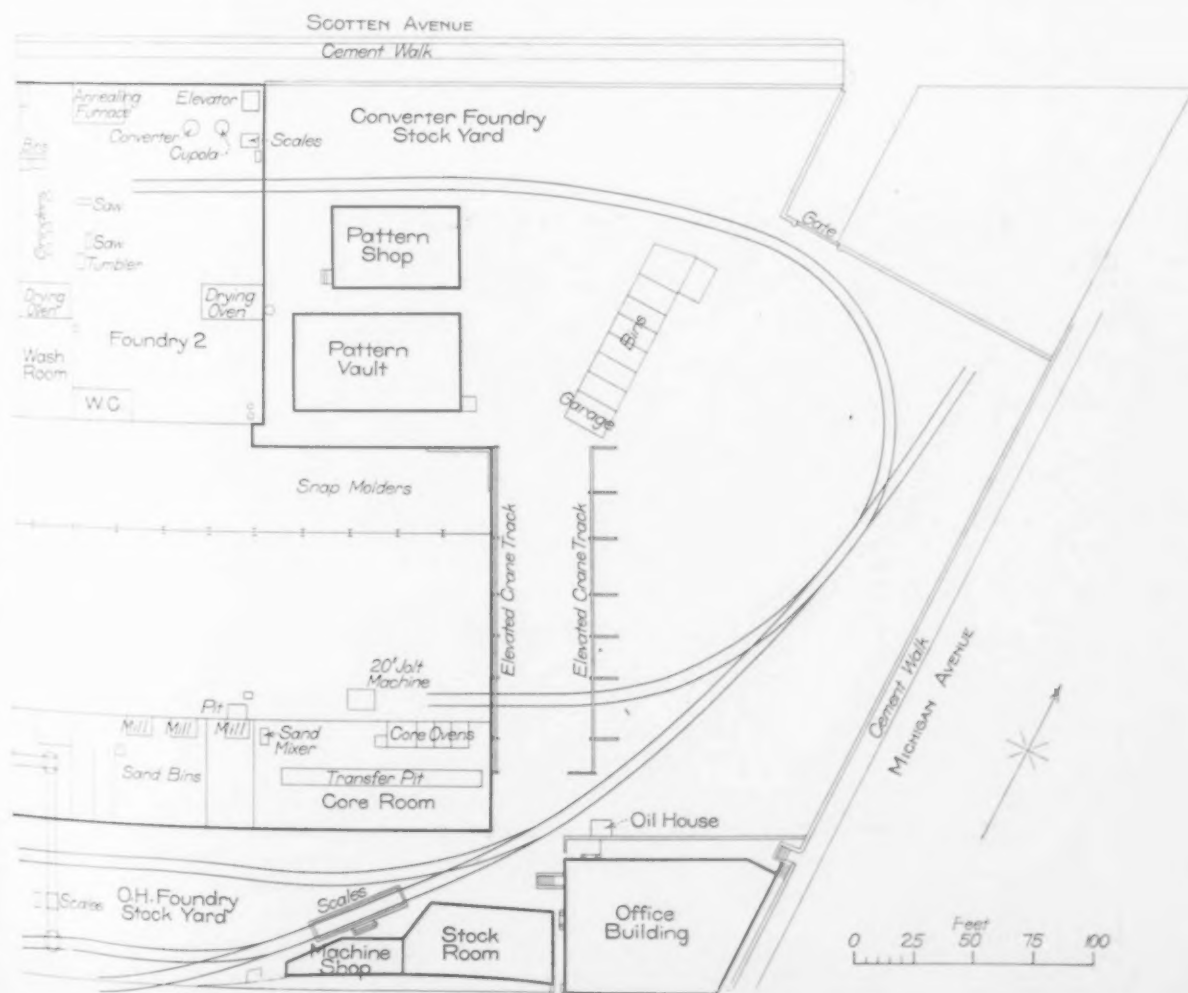 SCOTTEN AVENUE
Cement Walk
Annealing
Furnace
Elevator
Converter
Cupola
Scales
Converter Foundry
Stock Yard
Saw
Saw
Tumbler
Drying
Oven
Drying
Oven
Foundry 2
Wash
Room
W.C.
Pattern
Shop
Pattern
Vault
Bins
Garage
Gate
Snap Molders
Elevated Crane Track
Elevated Crane Track
20' Jolt
Machine
Pit
Mill
Mill
Mill
Sand
Mixer
Core Ovens
Sand Bins
Transfer Pit
Core Room
Cement Walk
MICHIGAN AVENUE
Oil House
Scales
O.H. Foundry
Stock Yard
Scales
Machine
Shop
Stock
Room
Office
Building
Feet
0 25 50 75 100